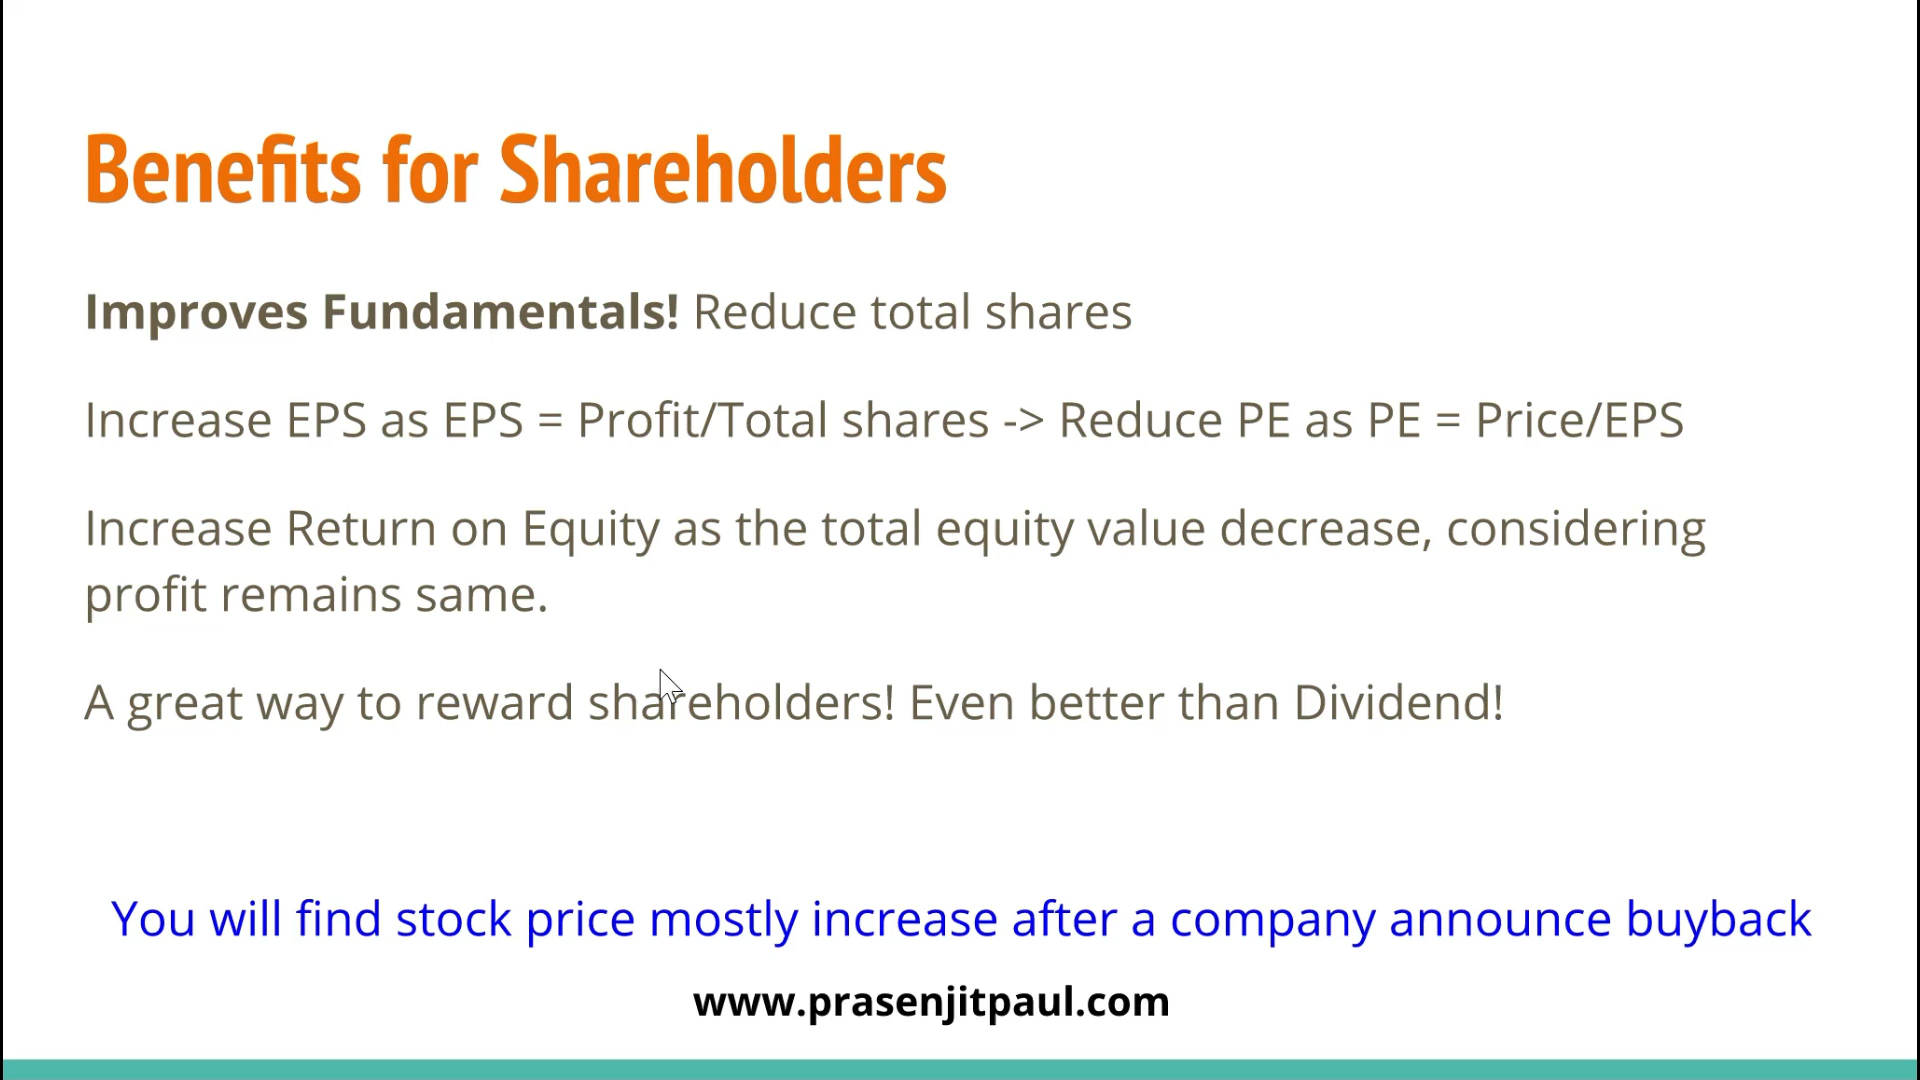 Benefits for Shareholders
Improves Fundamentals! Reduce total shares
Increase EPS as EPS = Profit/Total shares -> Reduce PE as PE = Price/EPS
Increase Return on Equity as the total equity value decrease, considering
profit remains same.
A great way to reward shareholders! Even better than Dividend!
You will find stock price mostly increase after a company announce buyback
www.prasenjitpaul.com